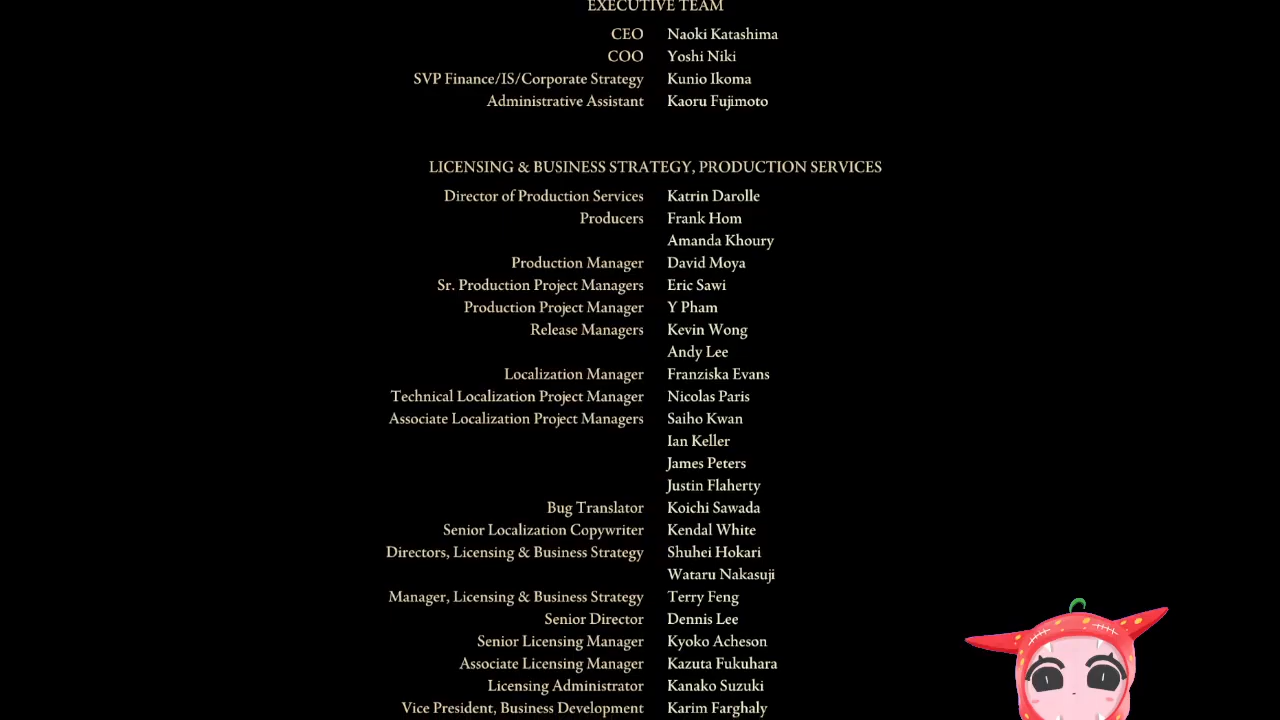 EXECUTIVE TEAM
CEO Naoki Katashima
COO Yoshi Niki
SVP Finance/IS/Corporate Strategy Kunio Ikoma
Administrative Assistant Kaoru Fujimoto
LICENSING & BUSINESS STRATEGY, PRODUCTION SERVICES
Director of Production Services Katrin Darolle
Producers Frank Hom
Amanda Khoury
Production Manager David Moya
Sr. Production Project Managers Eric Sawi
Production Project Manager Y Pham
Release Managers Kevin Wong
Andy Lee
Localization Manager Franziska Evans
Technical Localization Project Manager Nicolas Paris
Associate Localization Project Managers Saiho Kwan
Ian Keller
James Peters
Justin Flaherty
Bug Translator Koichi Sawada
Senior Localization Copywriter Kendal White
Directors, Licensing & Business Strategy Shuhei Hokari
Wataru Nakasuji
Manager, Licensing & Business Strategy Terry Feng
Senior Director Dennis Lee
Senior Licensing Manager Kyoko Acheson
Associate Licensing Manager Kazuta Fukuhara
Licensing Administrator Kanako Suzuki
Vice President, Business Development Karim Farghaly